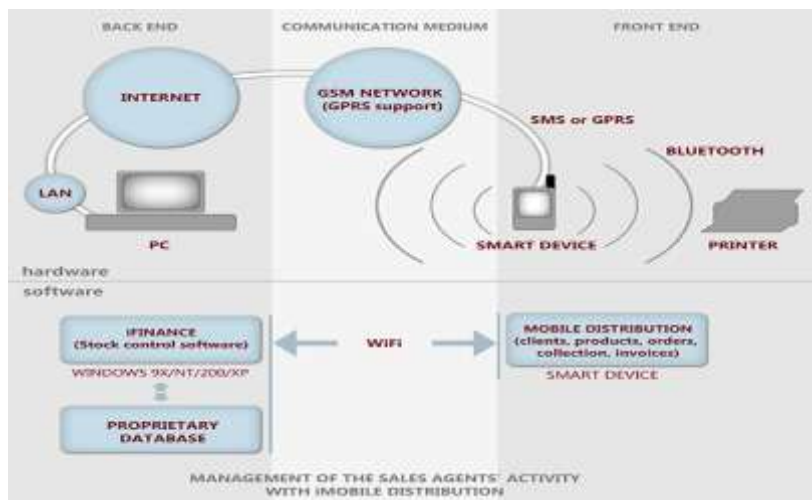 BACK END
COMMUNICATION MEDIUM
FRONT END
INTERNET
GSM NETWORK
(GPRS support)
SMS or GPRS
BLUETOOTH
LAN
PC
SMART DEVICE
PRINTER
hardware
software
iFINANCE
(Stock control software)
WINDOWS 9X/NT/200/XP
WiFi
MOBILE DISTRIBUTION
(clients, products, orders,
collection, invoices)
SMART DEVICE
PROPRIETARY
DATABASE
MANAGEMENT OF THE SALES AGENTS' ACTIVITY
WITH iMOBILE DISTRIBUTION